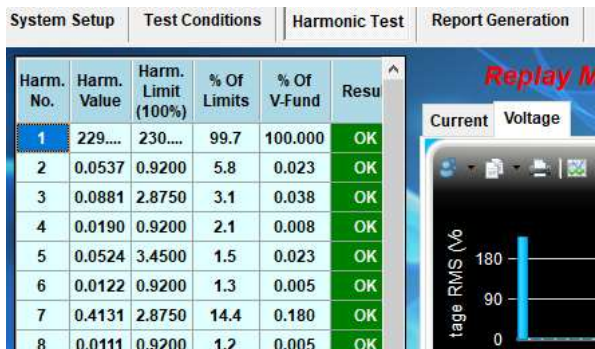 System Setup Test Conditions Harmonic Test Report Generation
Harm. No. Harm. Value Harm. Limit (100%) % Of Limits % Of V-Fund Resu
1 229.... 230.... 99.7 100.000 OK
2 0.0537 0.9200 5.8 0.023 OK
3 0.0881 2.8750 3.1 0.038 OK
4 0.0190 0.9200 2.1 0.008 OK
5 0.0524 3.4500 1.5 0.023 OK
6 0.0122 0.9200 1.3 0.005 OK
7 0.4131 2.8750 14.4 0.180 OK
8 0.0111 0.9200 1.2 0.005 OK
Replay M
Current Voltage
tage RMS (Vo
180
90
0